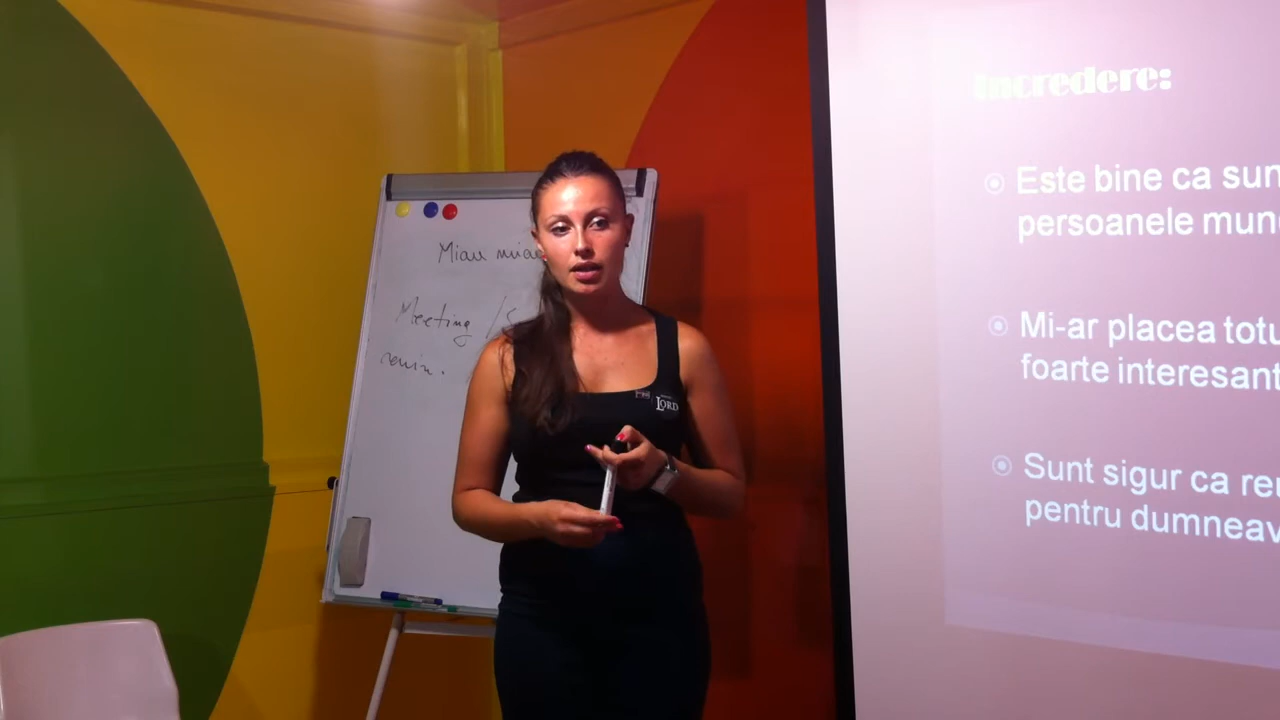 Miau miau
Meeting / S
LORD
Incredere:
Este bine ca sun
persoanele mun
Mi-ar placea totu
foarte interesant
Sunt sigur ca re
pentru dumneav